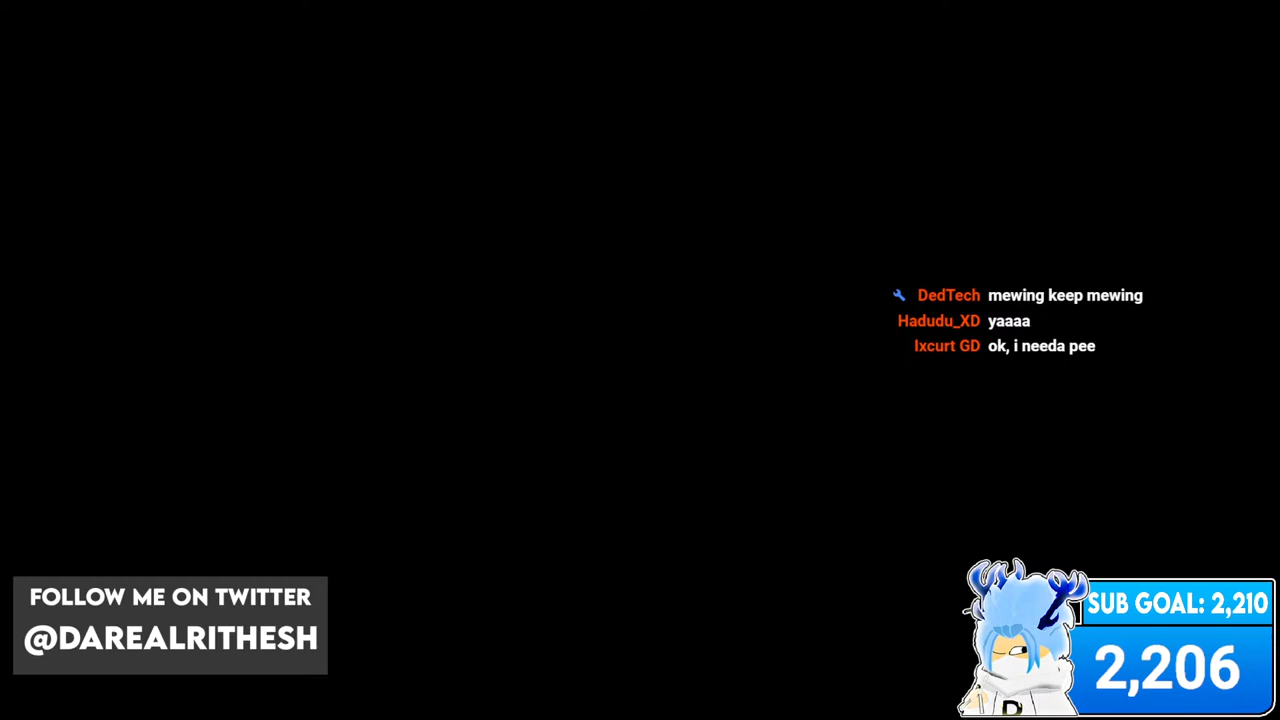 DedTech mewing keep mewing
Hadudu_XD yaaaa
Ixcurt GD ok, i needa pee
FOLLOW ME ON TWITTER
@DAREALRITHESH
SUB GOAL: 2,210
2,206
D